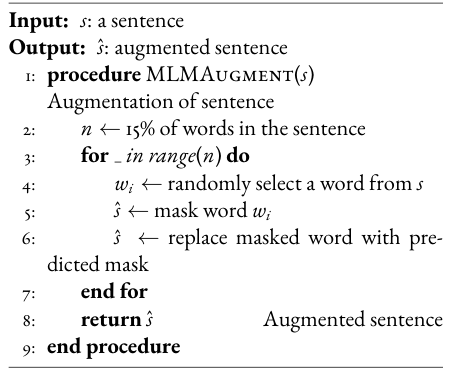 Input: s: a sentence
Output: ŝ: augmented sentence
1: procedure MLMAugment(s)
Augmentation of sentence
2: n ← 15% of words in the sentence
3: for _ in range(n) do
4: wᵢ ← randomly select a word from s
5: ŝ ← mask word wᵢ
6: ŝ ← replace masked word with pre-
dicted mask
7: end for
8: return ŝ Augmented sentence
9: end procedure